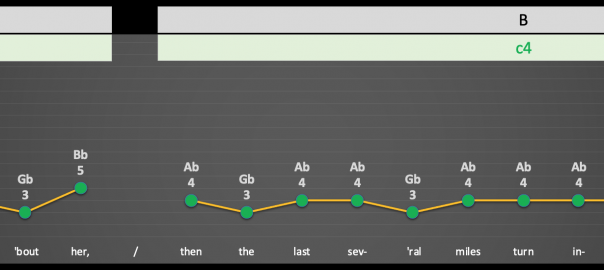 B
c4
Bb
5
Gb Ab Gb Ab Ab Gb Ab Ab Ab
3 4 3 4 4 3 4 4 4
'bout her, / then the last sev- 'ral miles turn in-